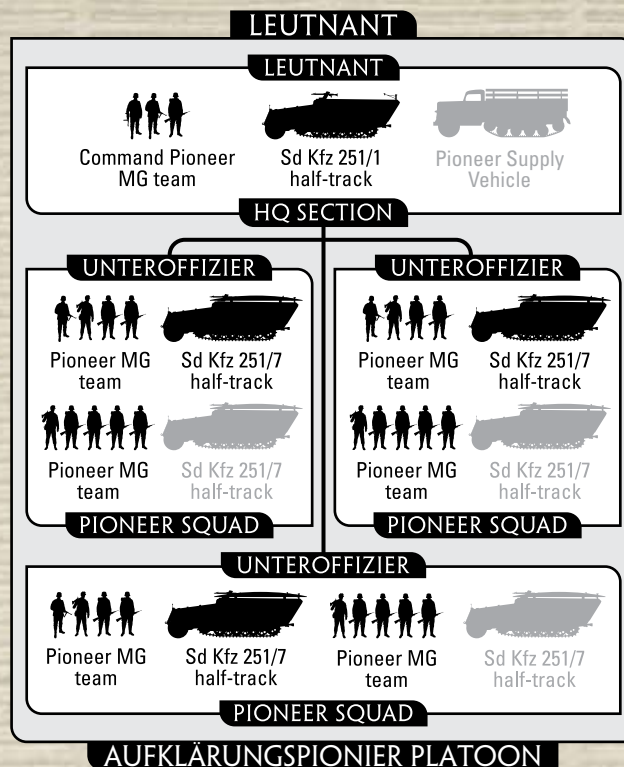 LEUTNANT
LEUTNANT
Command Pioneer
MG team
Sd Kfz 251/1
half-track
Pioneer Supply
Vehicle
HQ SECTION
UNTEROFFIZIER
Pioneer MG
team
Sd Kfz 251/7
half-track
Pioneer MG
team
Sd Kfz 251/7
half-track
PIONEER SQUAD
UNTEROFFIZIER
Pioneer MG
team
Sd Kfz 251/7
half-track
Pioneer MG
team
Sd Kfz 251/7
half-track
PIONEER SQUAD
UNTEROFFIZIER
Pioneer MG
team
Sd Kfz 251/7
half-track
Pioneer MG
team
Sd Kfz 251/7
half-track
PIONEER SQUAD
AUFKLÄRUNGSPIONIER PLATOON